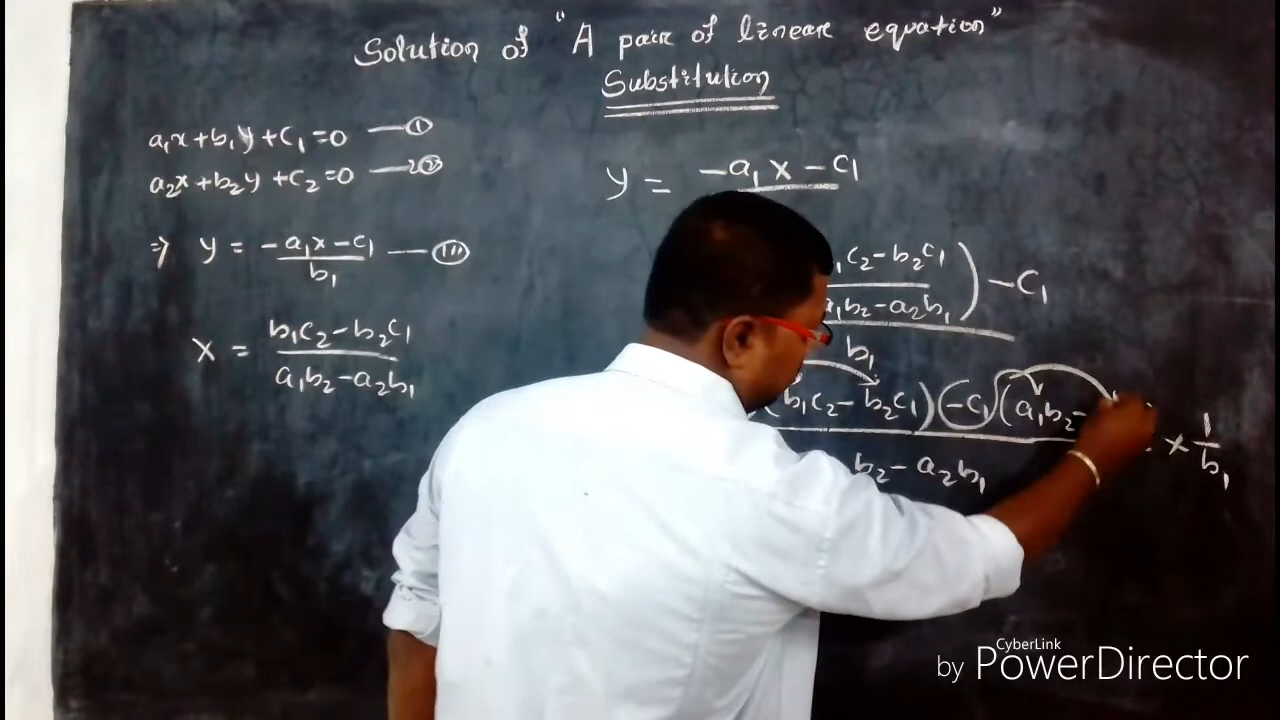 Solution of "A pair of linear equation"
Substitution
a₁x + b₁y + c₁ = 0 — ①
a₂x + b₂y + c₂ = 0 — ②
⇒ y = -a₁x - c₁ / b₁ — (III)
x = b₁c₂ - b₂c₁ / a₁b₂ - a₂b₁
y = -a₁x - c₁
c₂ - b₂c₁) - c₁
a₁b₂ - a₂b₁
b₁
(b₁c₂ - b₂c₁)(-c₁)(a₁b₂ - × 1/b₁
b₂ - a₂b₁
CyberLink
by PowerDirector